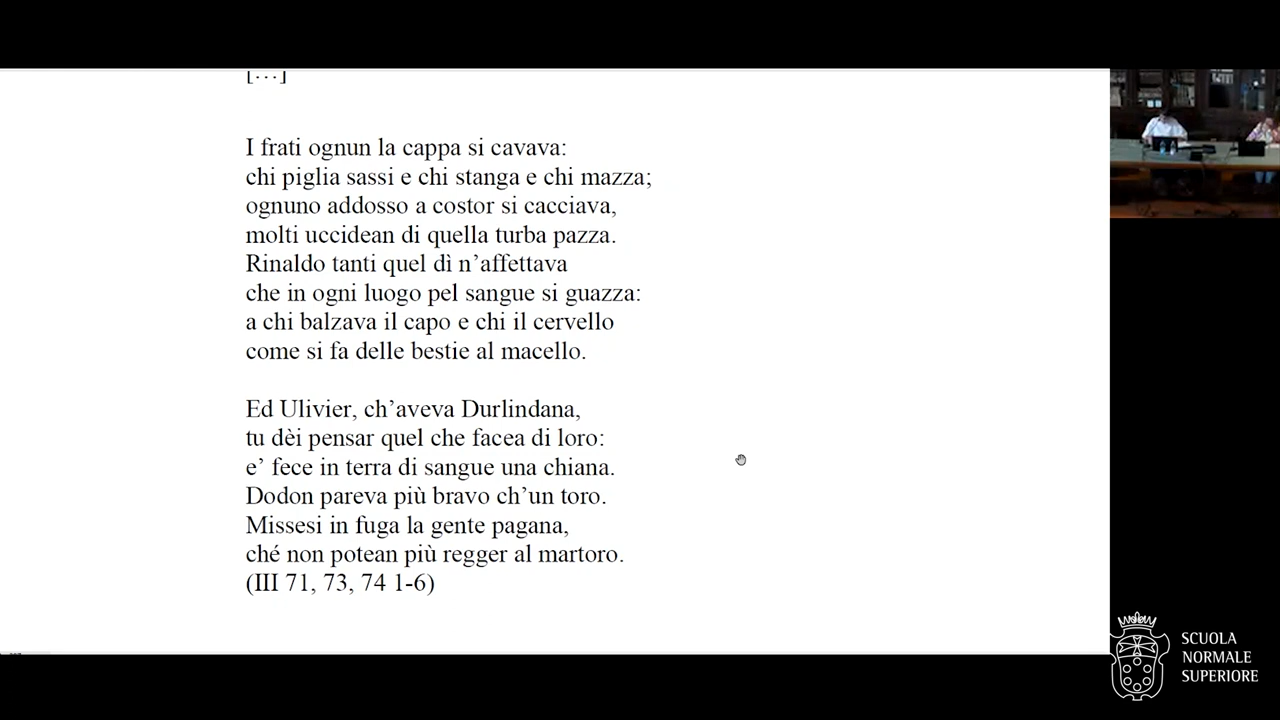 […]
I frati ognun la cappa si cavava:
chi piglia sassi e chi stanga e chi mazza;
ognuno addosso a costor si cacciava,
molti uccidean di quella turba pazza.
Rinaldo tanti quel dì n’affettava
che in ogni luogo pel sangue si guazza:
a chi balzava il capo e chi il cervello
come si fa delle bestie al macello.
Ed Ulivier, ch’aveva Durlindana,
tu dèi pensar quel che facea di loro:
e’ fece in terra di sangue una chiana.
Dodon pareva più bravo ch’un toro.
Missesi in fuga la gente pagana,
ché non potean più regger al martoro.
(III 71, 73, 74 1-6)
SCUOLA
NORMALE
SUPERIORE